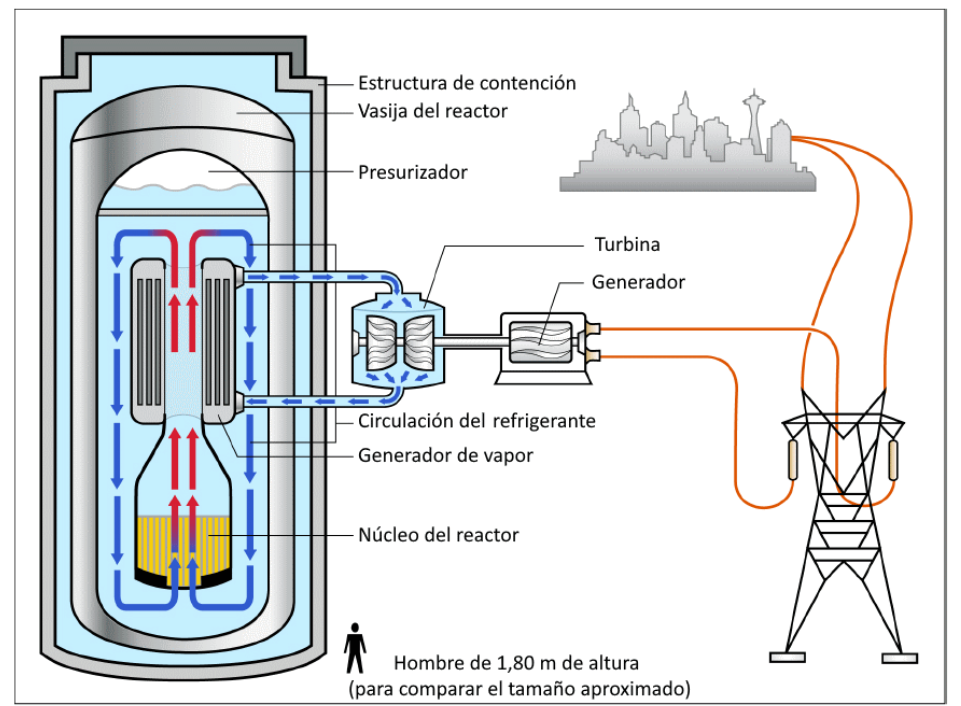 Estructura de contención
Vasija del reactor
Presurizador
Turbina
Generador
Circulación del refrigerante
Generador de vapor
Núcleo del reactor
Hombre de 1,80 m de altura
(para comparar el tamaño aproximado)